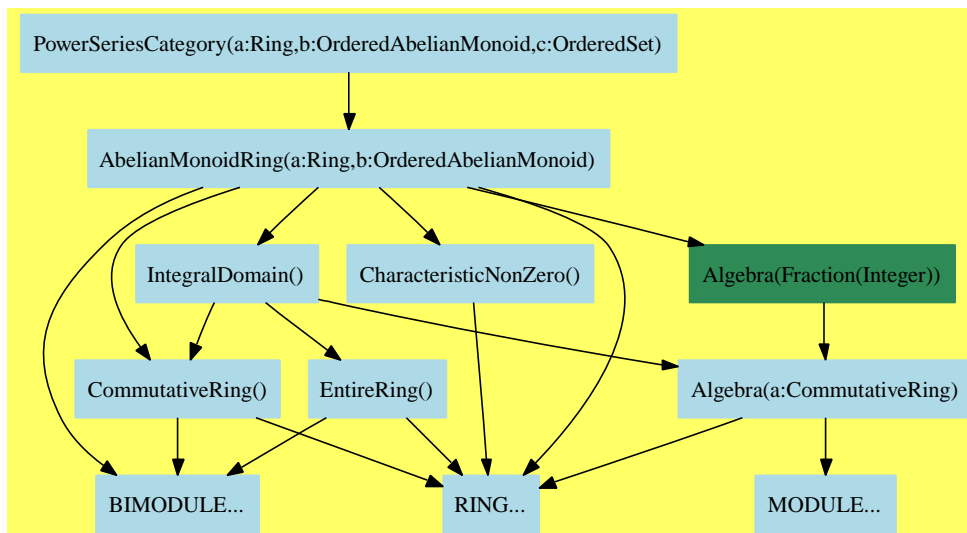 PowerSeriesCategory(a:Ring,b:OrderedAbelianMonoid,c:OrderedSet)
AbelianMonoidRing(a:Ring,b:OrderedAbelianMonoid)
IntegralDomain()
CharacteristicNonZero()
Algebra(Fraction(Integer))
CommutativeRing()
EntireRing()
Algebra(a:CommutativeRing)
BIMODULE...
RING...
MODULE...